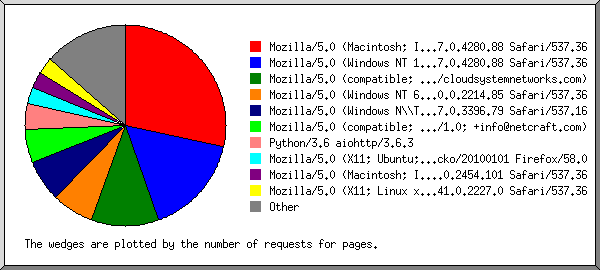 Mozilla/5.0 (Macintosh; I...7.0.4280.88 Safari/537.36
Mozilla/5.0 (Windows NT 1...7.0.4280.88 Safari/537.36
Mozilla/5.0 (compatible; .../cloudsystemnetworks.com)
Mozilla/5.0 (Windows NT 6...0.0.2214.85 Safari/537.36
Mozilla/5.0 (Windows N\\T...7.0.3396.79 Safari/537.16
Mozilla/5.0 (compatible; .../1.0; +info@netcraft.com)
Python/3.6 aiohttp/3.6.3
Mozilla/5.0 (X11; Ubuntu;...cko/20100101 Firefox/58.0
Mozilla/5.0 (Macintosh; I....0.2454.101 Safari/537.36
Mozilla/5.0 (X11; Linux x...41.0.2227.0 Safari/537.36
Other
The wedges are plotted by the number of requests for pages.